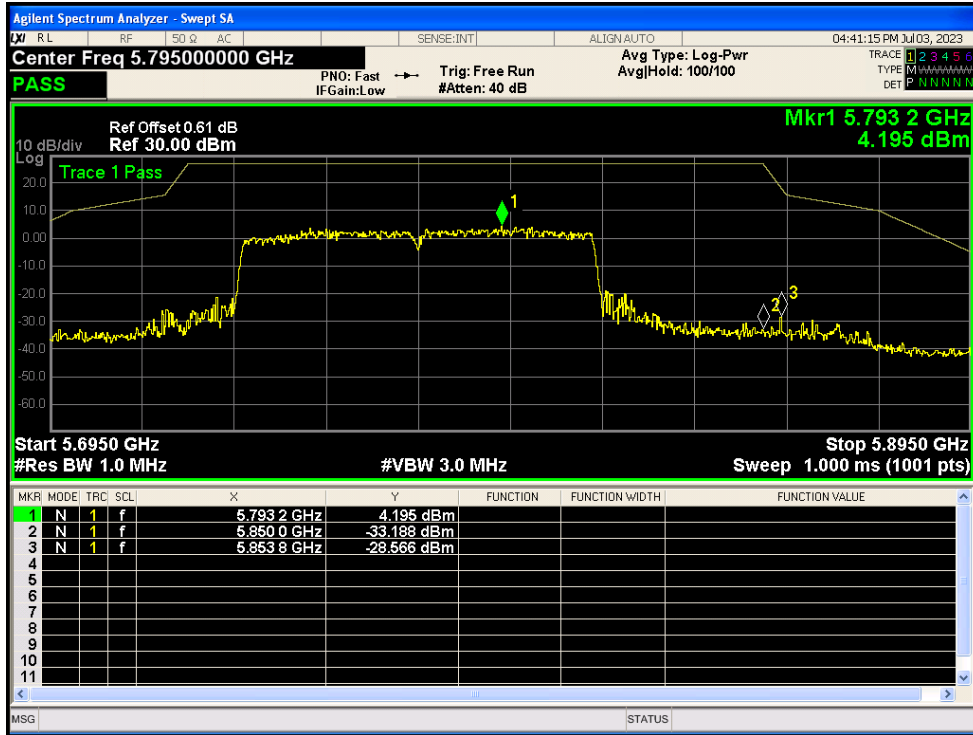 Agilent Spectrum Analyzer - Swept SA
LXI RL RF 50 Ω AC SENSE:INT ALIGN AUTO 04:41:15 PM Jul 03, 2023
Center Freq 5.795000000 GHz Avg Type: Log-Pwr TRACE 1 2 3 4 5 6
PASS PNO: Fast Trig: Free Run Avg|Hold: 100/100 TYPE M
IFGain:Low #Atten: 40 dB DET P N N N N N
Mkr1 5.793 2 GHz
Ref Offset 0.61 dB
10 dB/div Ref 30.00 dBm 4.195 dBm
Log
Trace 1 Pass
20.0
10.0
1
0.00
-10.0
-20.0
3
2
-30.0
-40.0
-50.0
-60.0
Start 5.6950 GHz Stop 5.8950 GHz
#Res BW 1.0 MHz #VBW 3.0 MHz Sweep 1.000 ms (1001 pts)
MKR MODE TRC SCL X Y FUNCTION FUNCTION WIDTH FUNCTION VALUE
1 N 1 f 5.793 2 GHz 4.195 dBm
2 N 1 f 5.850 0 GHz -33.188 dBm
3 N 1 f 5.853 8 GHz -28.566 dBm
4
5
6
7
8
9
10
11
MSG STATUS